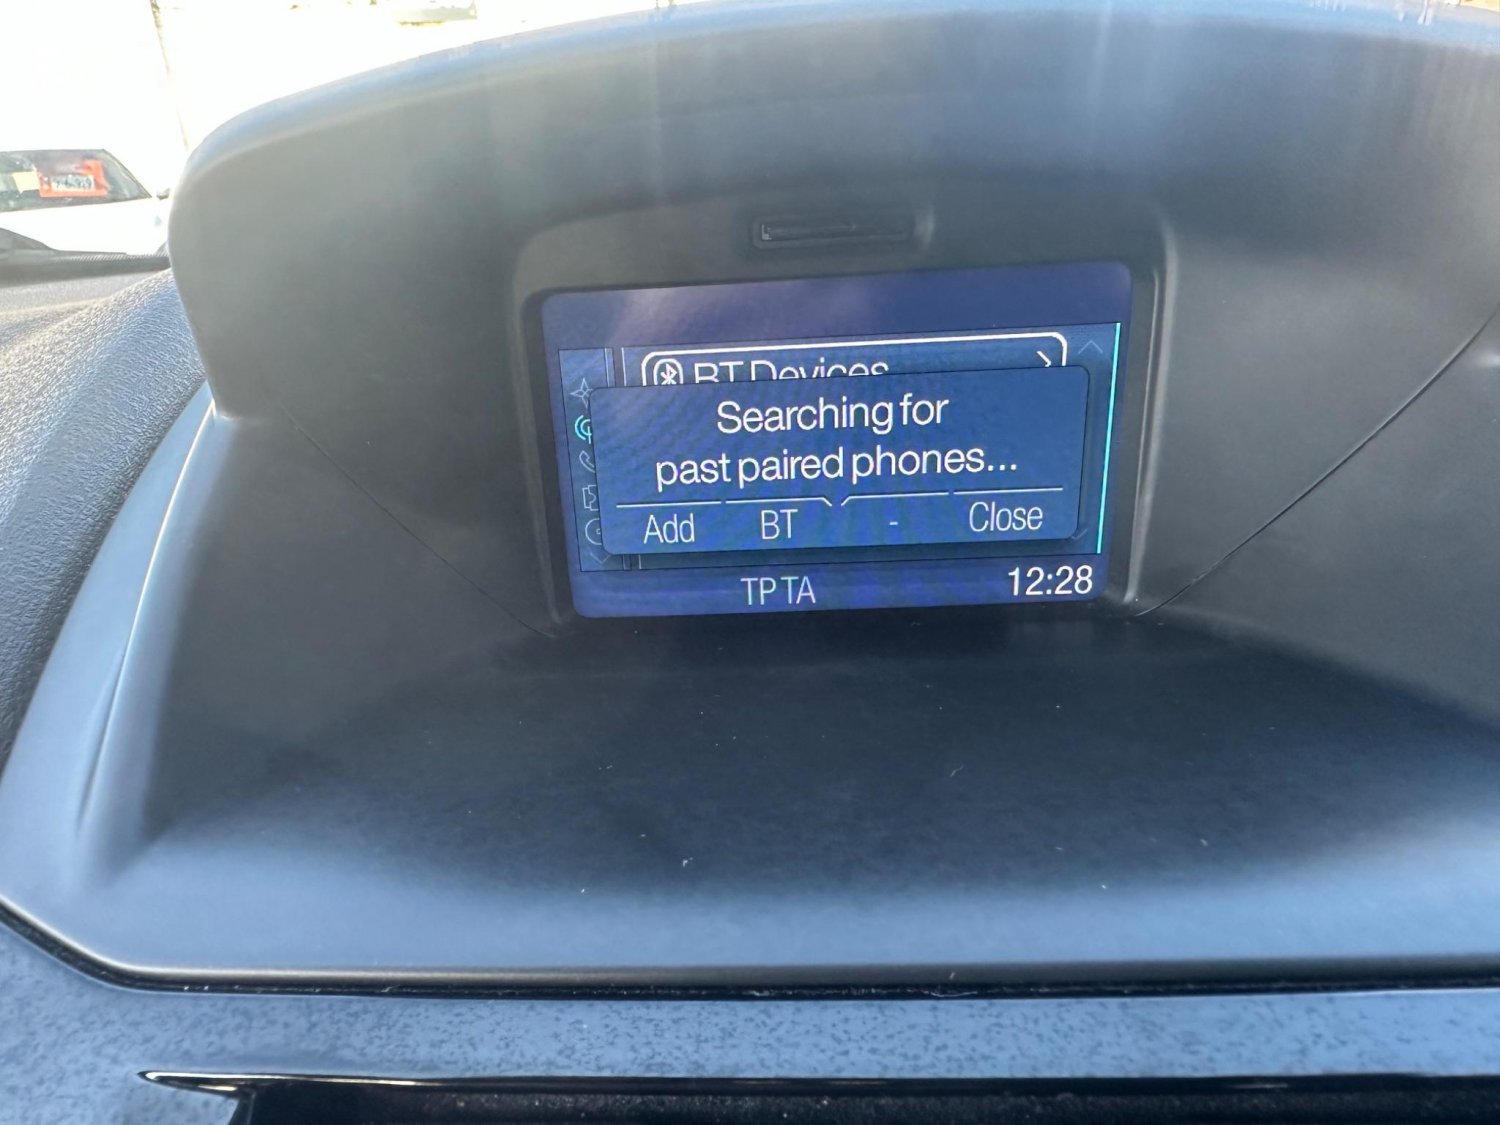 BT Devices
Searching for
past paired phones...
Add BT - Close
TP TA 12:28